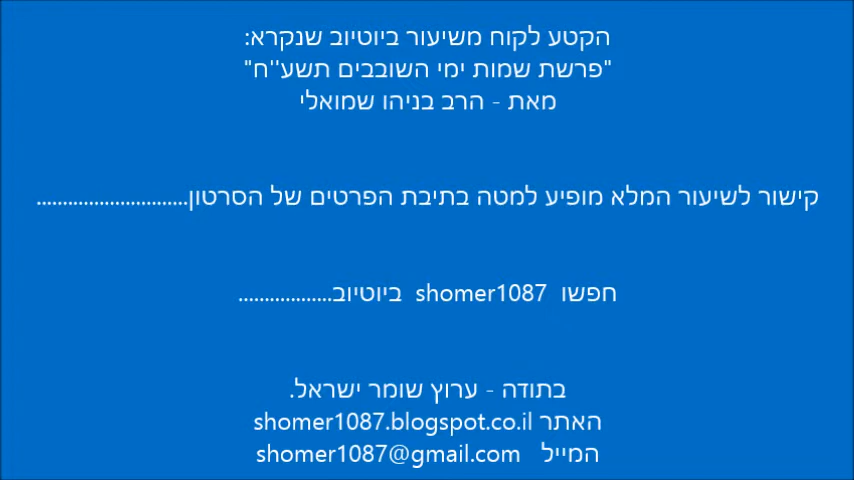 הקטע לקוח משיעור ביוטיוב שנקרא:
"פרשת שמות ימי השובבים תשע''ח"
מאת - הרב בניהו שמואלי
קישור לשיעור המלא מופיע למטה בתיבת הפרטים של הסרטון.............................
חפשו shomer1087 ביוטיוב..................
בתודה - ערוץ שומר ישראל.
האתר shomer1087.blogspot.co.il
המייל shomer1087@gmail.com